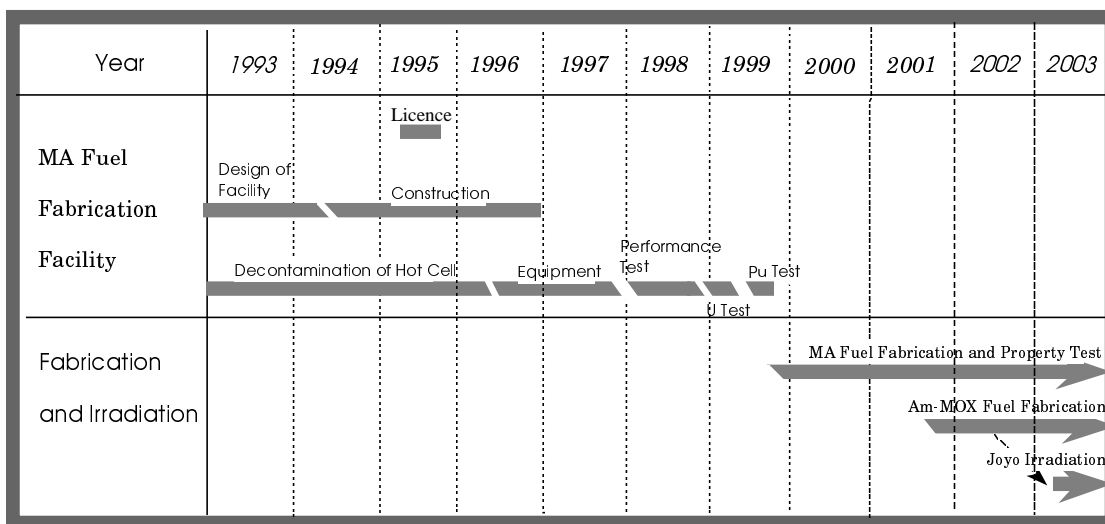 Year 1993 1994 1995 1996 1997 1998 1999 2000 2001 2002 2003
Licence
MA Fuel
Fabrication
Facility
Design of
Facility
Construction
Decontamination of Hot Cell
Equipment
Performance
Test
U Test
Pu Test
Fabrication
and Irradiation
MA Fuel Fabrication and Property Test
Am-MOX Fuel Fabrication
Joyo Irradiation